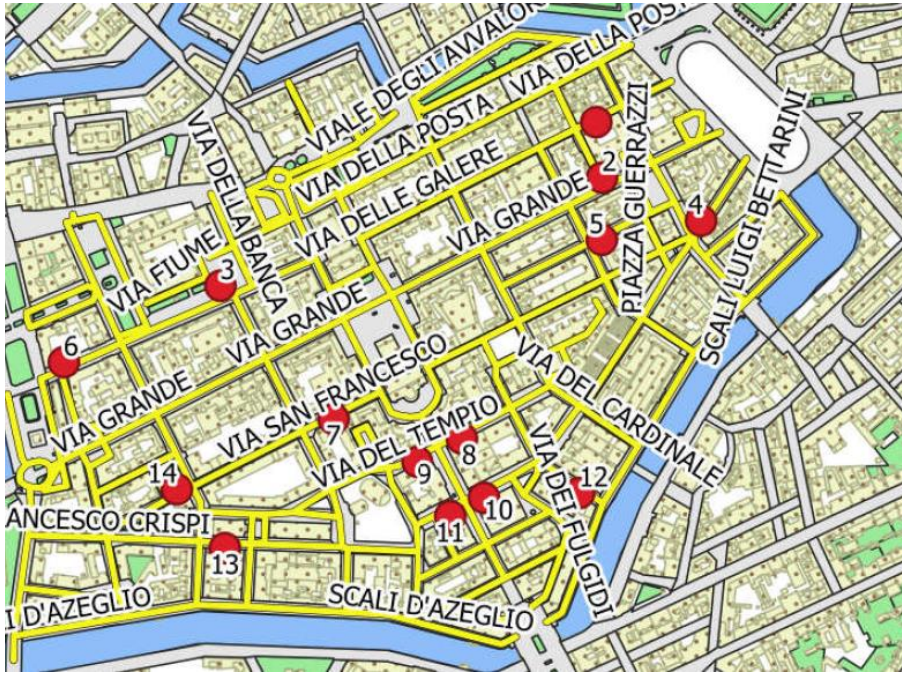 VIALE DEGLI AVVALOR
VIA DELLA POSTA
VIA DELLA POSTA
VIA DELLA BANCA
VIA DELLE GALERE
PIAZZA GUERRAZZI
2
VIA GRANDE
5
4
SCALI LUIGI BETTARINI
VIA FIUME
3
VIA GRANDE
6
VIA GRANDE
VIA SAN FRANCESCO
7
VIA DEL CARDINALE
VIA DEL TEMPIO
8
9
VIA DEI FULGIDI
14
10
12
11
ANCESCO CRISPI
13
I D'AZEGLIO
SCALI D'AZEGLIO